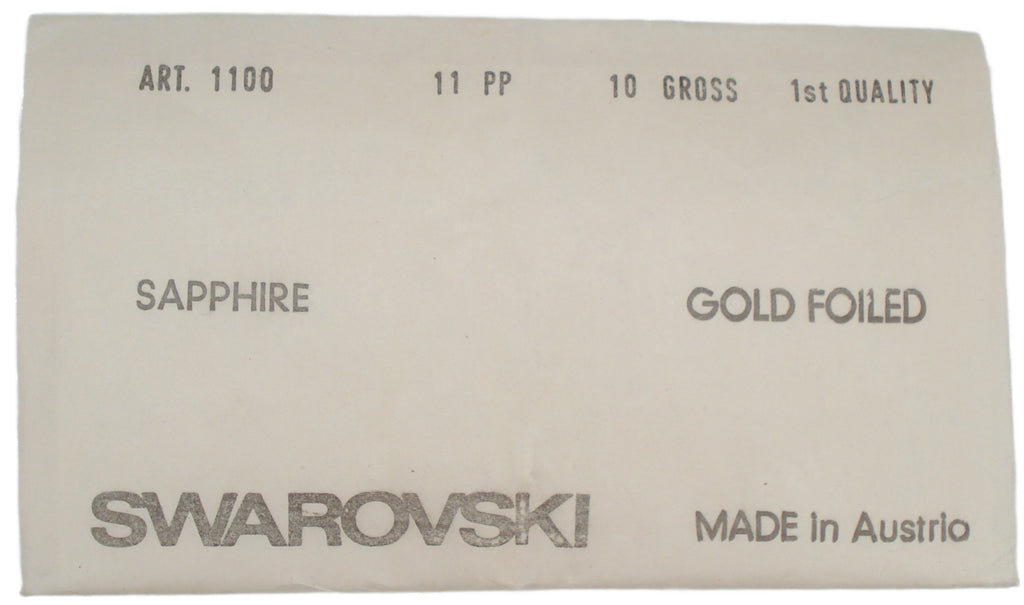 ART. 1100 11 PP 10 GROSS 1st QUALITY
SAPPHIRE GOLD FOILED
SWAROVSKI MADE in Austria